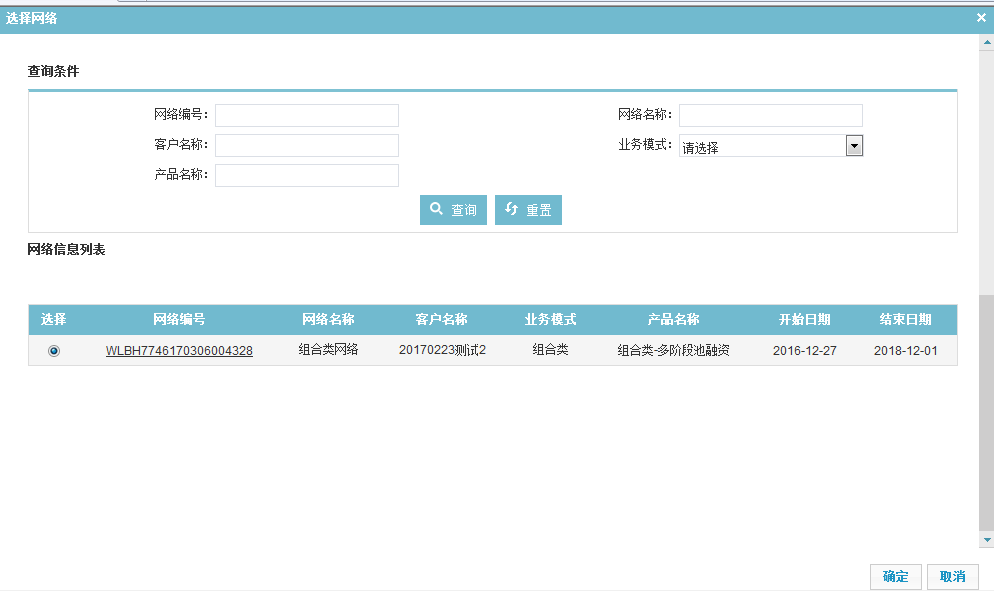 选择网络
查询条件
网络编号： 网络名称：
客户名称： 业务模式： 请选择
产品名称：
查询 重置
网络信息列表
选择 网络编号 网络名称 客户名称 业务模式 产品名称 开始日期 结束日期
WLBH7746170306004328 组合类网络 20170223测试2 组合类 组合类-多阶段池融资 2016-12-27 2018-12-01
确定 取消